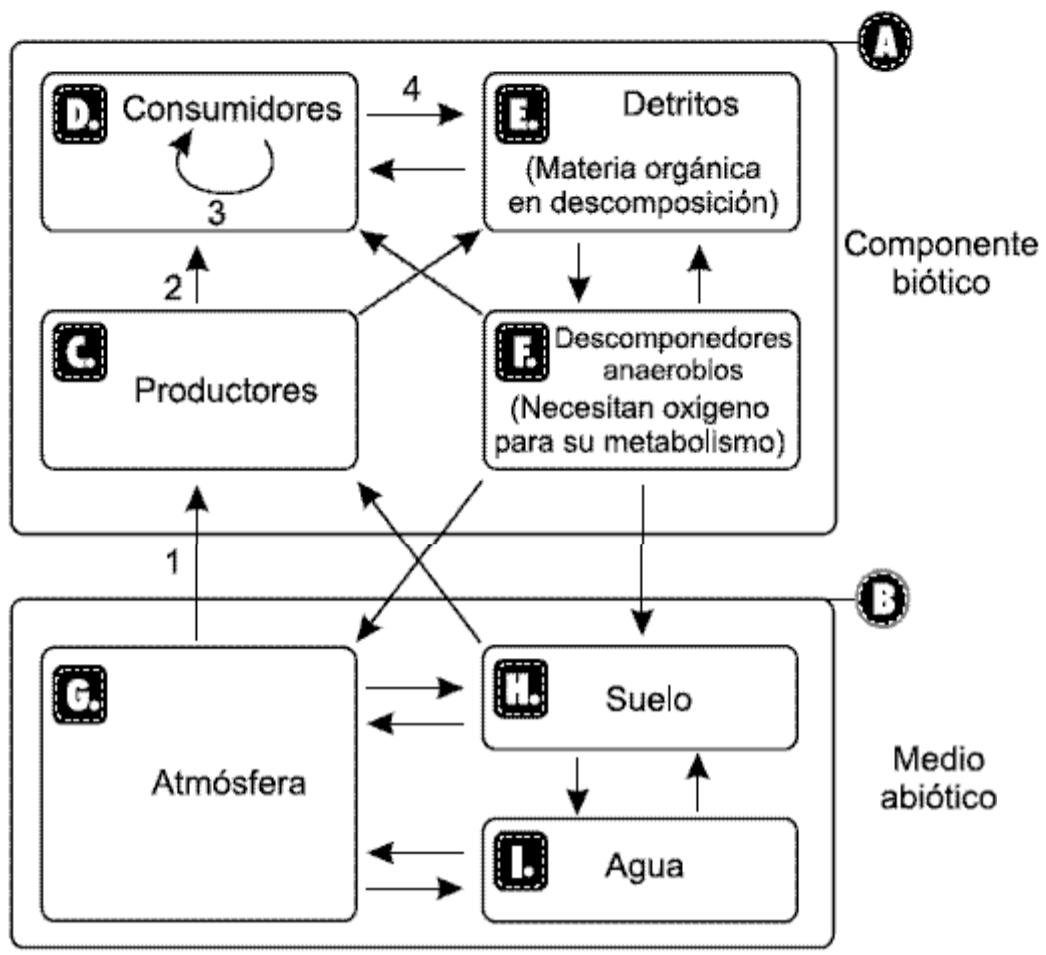 A
D. Consumidores
3
4
E. Detritos
(Materia orgánica
en descomposición)
Componente
biótico
2
C.
Productores
F. Descomponedores
anaerobios
(Necesitan oxigeno
para su metabolismo)
1
B
G.
Atmósfera
H. Suelo
Medio
abiótico
I. Agua